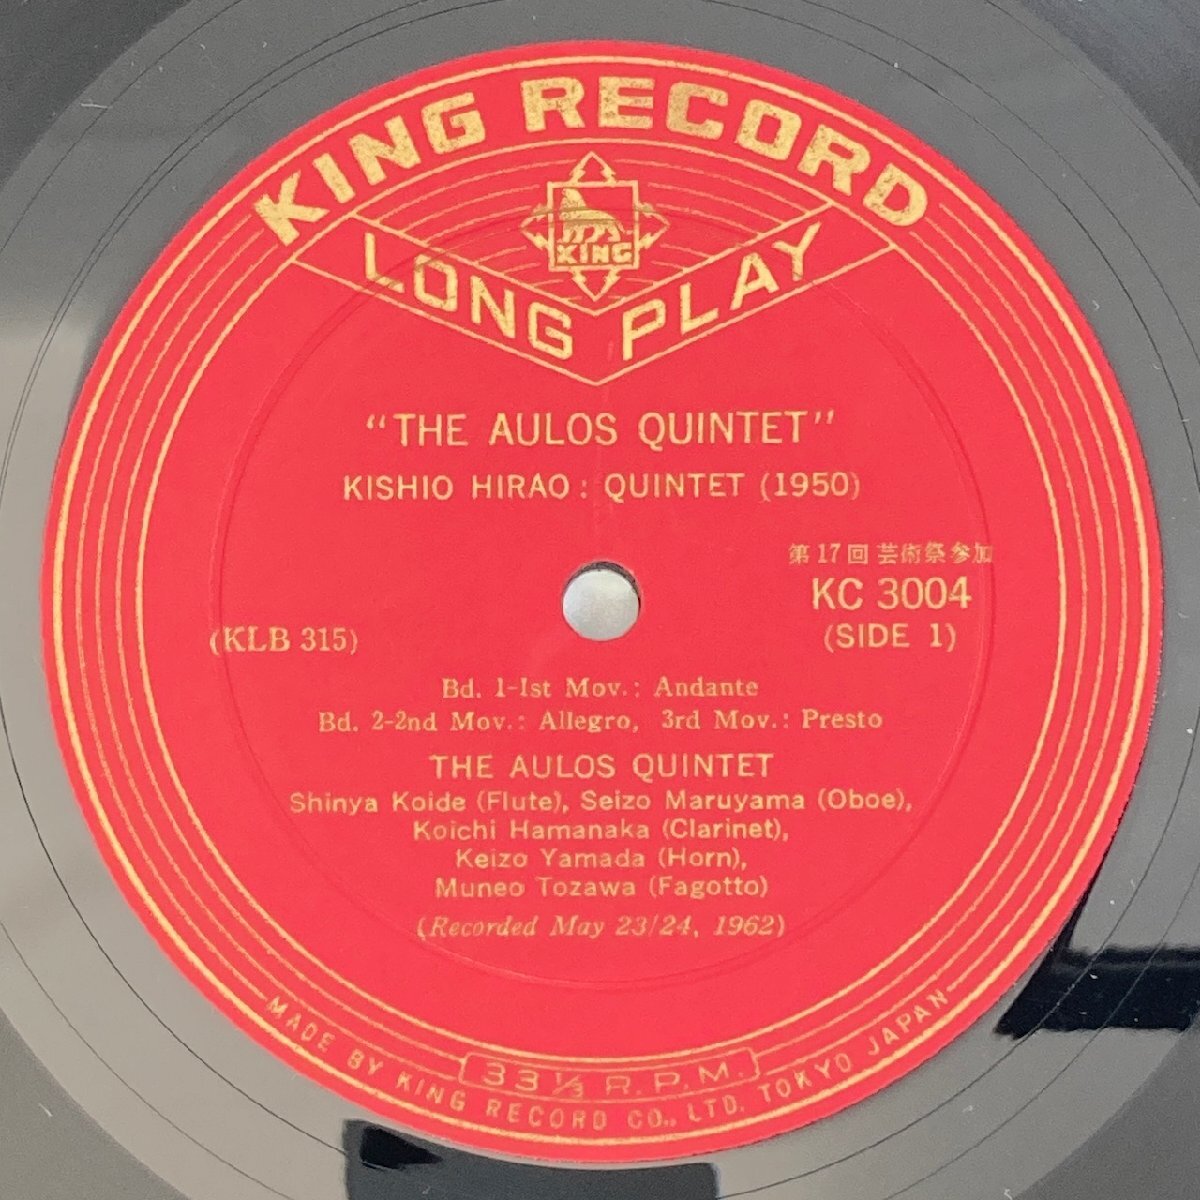 KING RECORD
KING
LONG PLAY
“THE AULOS QUINTET”
KISHIO HIRAO : QUINTET (1950)
第17回芸術祭参加
KC 3004
(KLB 315)
(SIDE 1)
Bd. 1-1st Mov.: Andante
Bd. 2-2nd Mov.: Allegro, 3rd Mov.: Presto
THE AULOS QUINTET
Shinya Koide (Flute), Seizo Maruyama (Oboe),
Koichi Hamanaka (Clarinet),
Keizo Yamada (Horn),
Muneo Tozawa (Fagotto)
(Recorded May 23/24, 1962)
33⅓ R.P.M.
MADE BY KING RECORD CO., LTD. TOKYO JAPAN